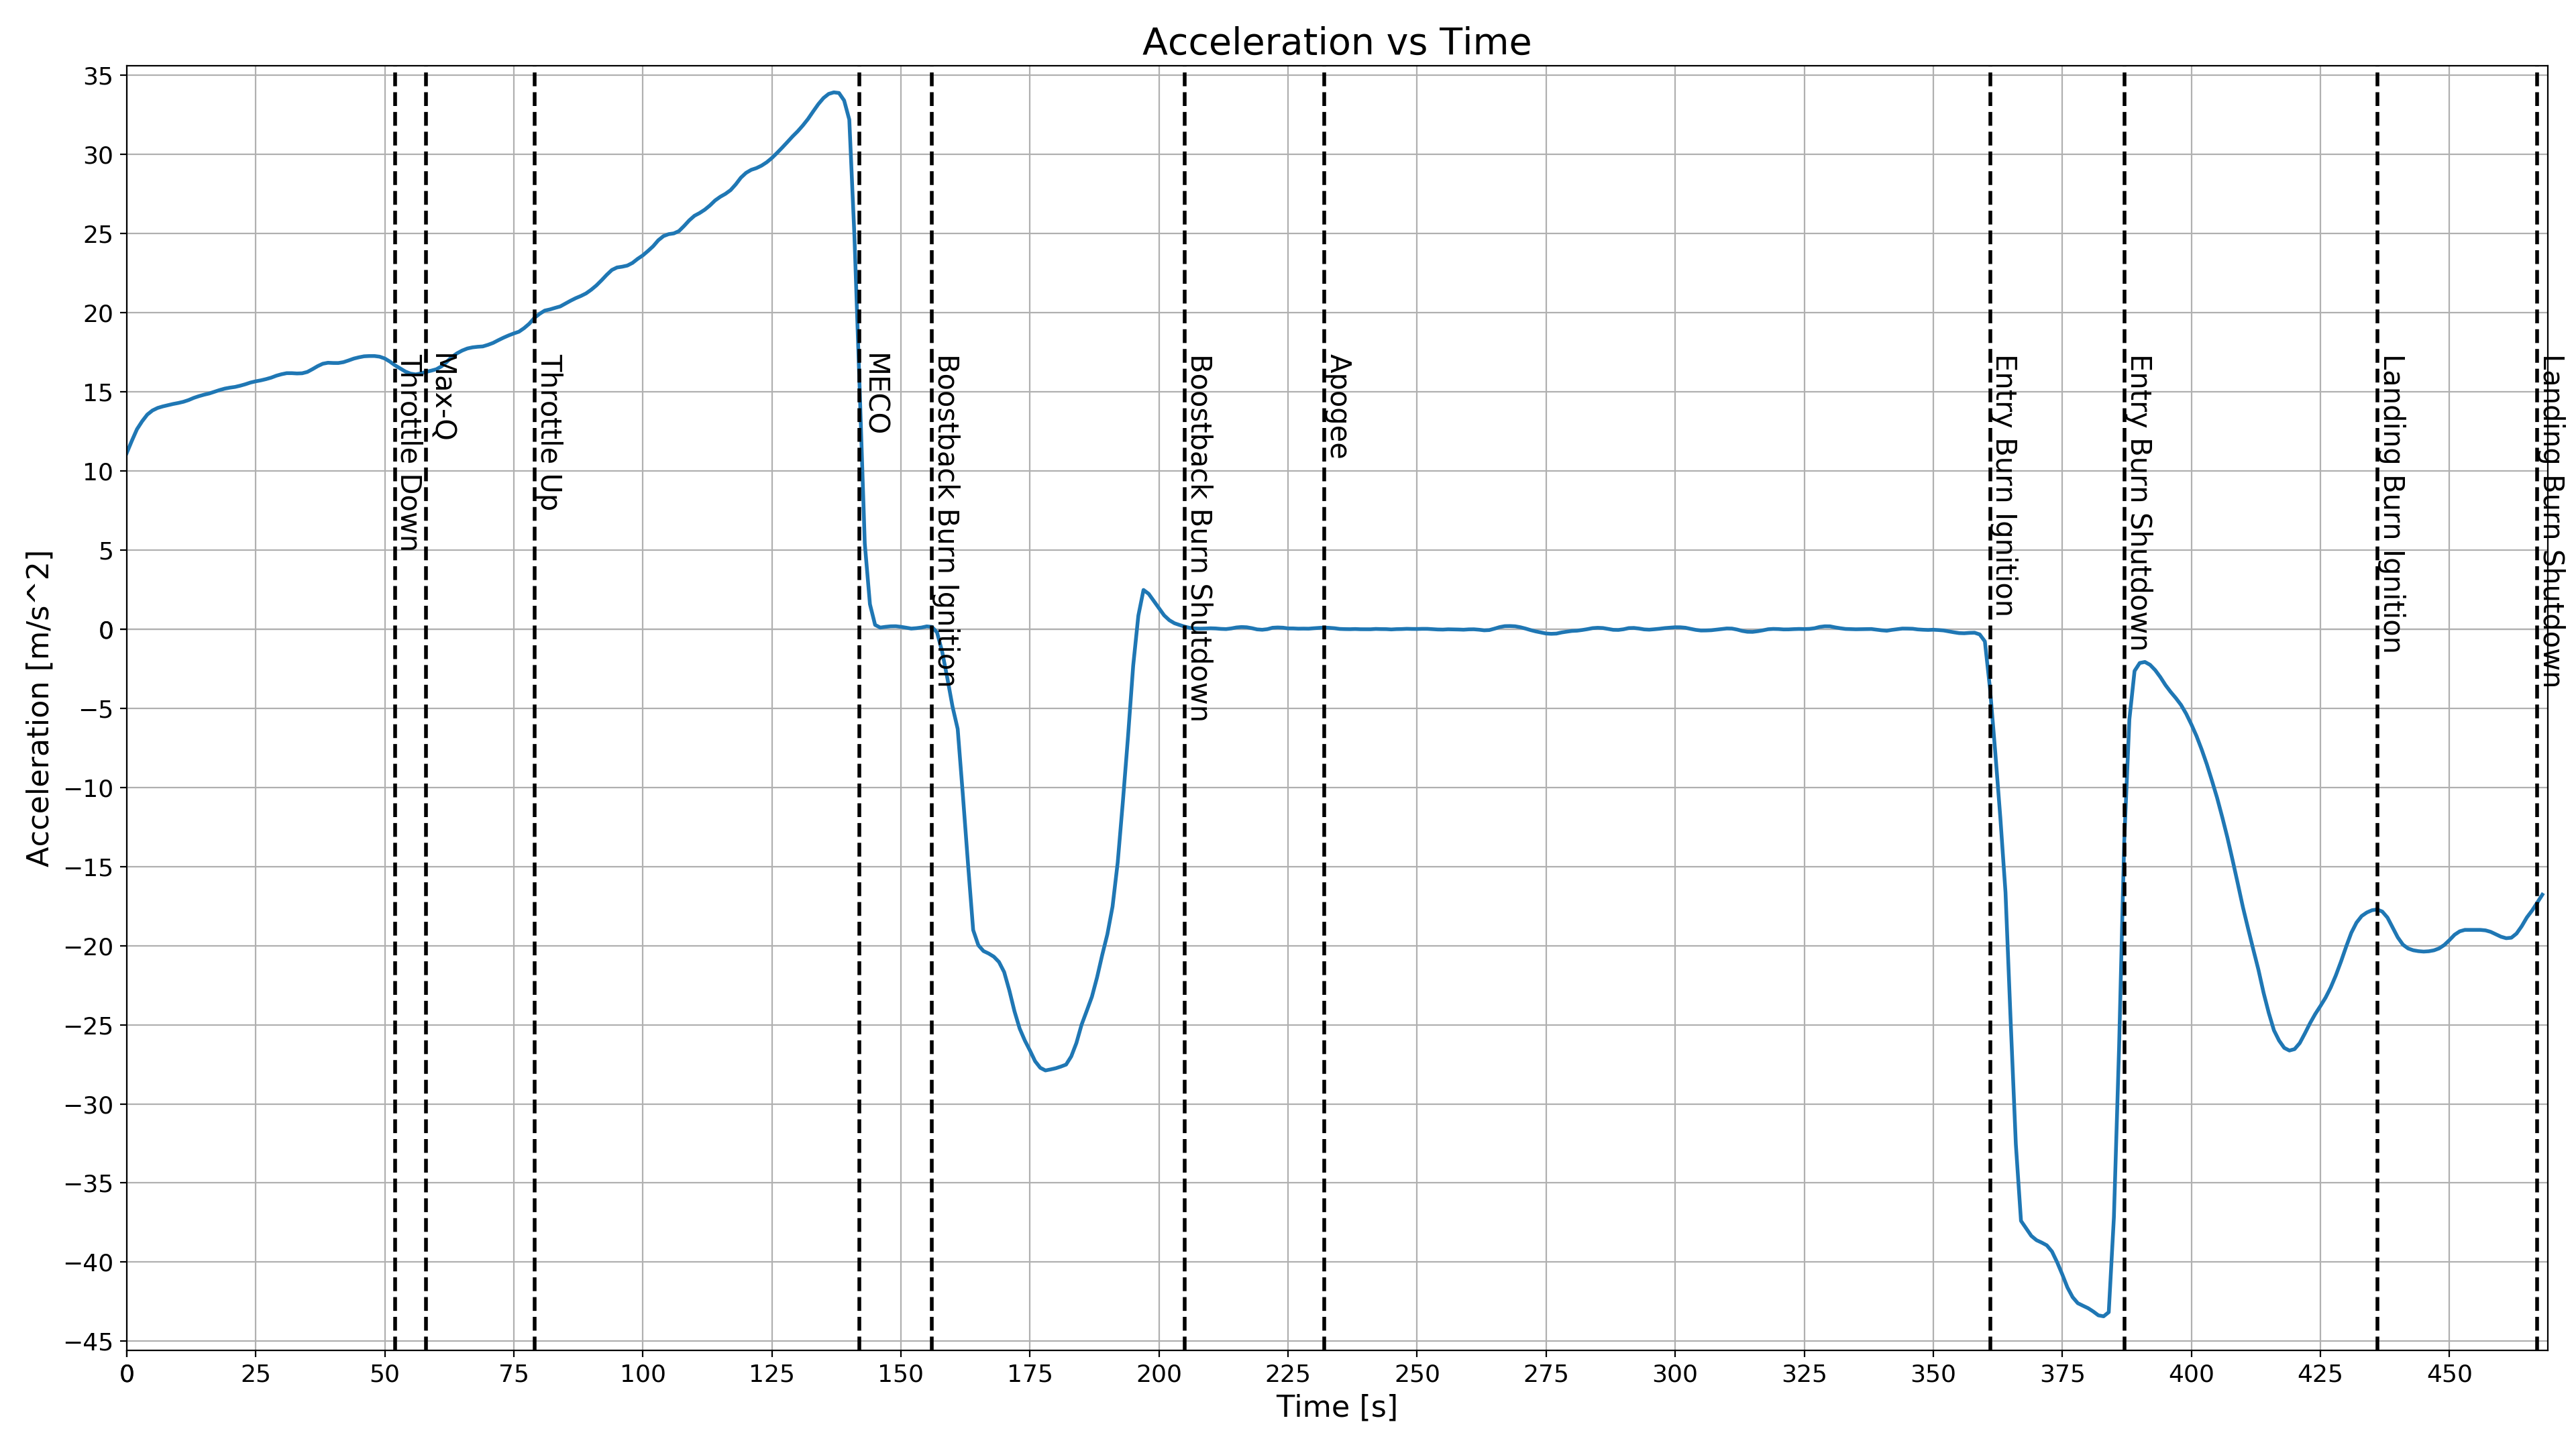 Acceleration vs Time
Acceleration [m/s^2]
35
30
25
20
15
10
5
0
−5
−10
−15
−20
−25
−30
−35
−40
−45
Throttle Down
Max-Q
Throttle Up
MECO
Boostback Burn Ignition
Boostback Burn Shutdown
Apogee
Entry Burn Ignition
Entry Burn Shutdown
Landing Burn Ignition
Landing Burn Shutdown
0 25 50 75 100 125 150 175 200 225 250 275 300 325 350 375 400 425 450
Time [s]